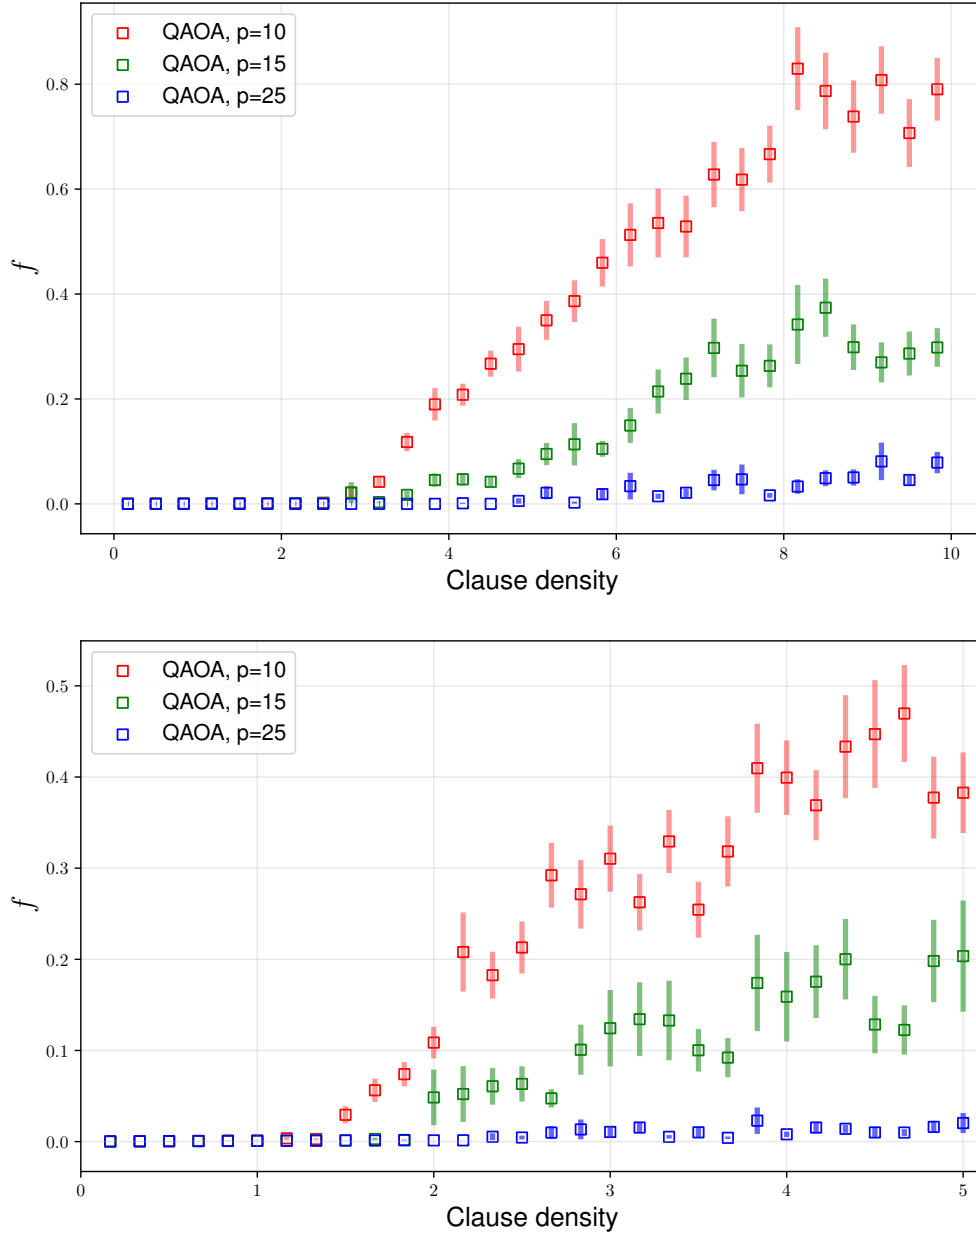 QAOA, p=10
QAOA, p=15
QAOA, p=25
0.8
0.6
0.4
0.2
0.0
f
0 2 4 6 8 10
Clause density
QAOA, p=10
QAOA, p=15
QAOA, p=25
0.5
0.4
0.3
0.2
0.1
0.0
f
0 1 2 3 4 5
Clause density